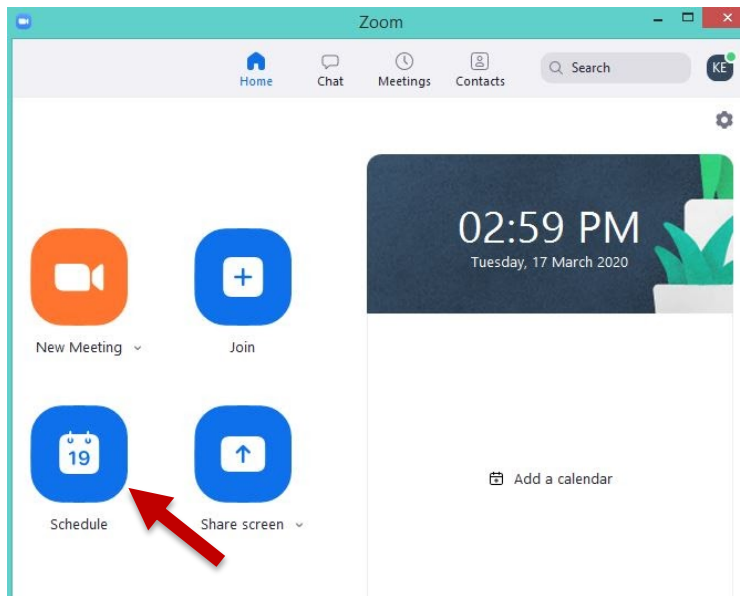 Zoom
Home Chat Meetings Contacts Search KE
02:59 PM
Tuesday, 17 March 2020
New Meeting Join
19
Schedule Share screen
Add a calendar